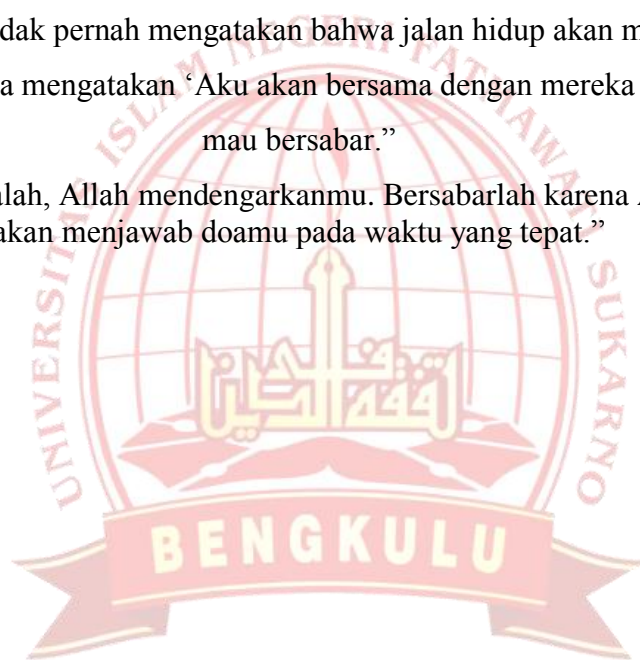 dak pernah mengatakan bahwa jalan hidup akan m
a mengatakan ‘Aku akan bersama dengan mereka
mau bersabar.”
alah, Allah mendengarkanmu. Bersabarlah karena A
akan menjawab doamu pada waktu yang tepat.”
UNIVERSITAS ISLAM NEGERI FATMAWATI SUKARNO
BENGKULU